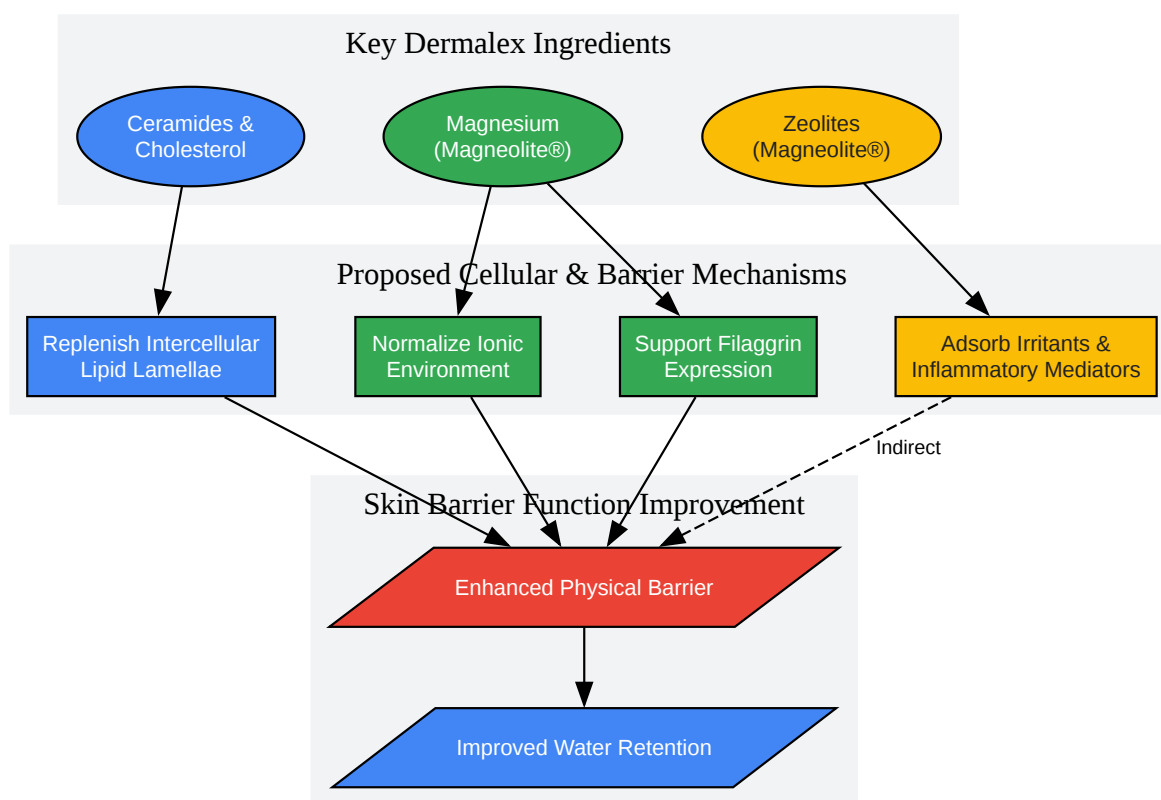 Key Dermalex Ingredients
Ceramides &
Cholesterol
Magnesium
(Magneolite®)
Zeolites
(Magneolite®)
Proposed Cellular & Barrier Mechanisms
Replenish Intercellular
Lipid Lamellae
Normalize Ionic
Environment
Support Filaggrin
Expression
Adsorb Irritants &
Inflammatory Mediators
Indirect
Skin Barrier Function Improvement
Enhanced Physical Barrier
Improved Water Retention